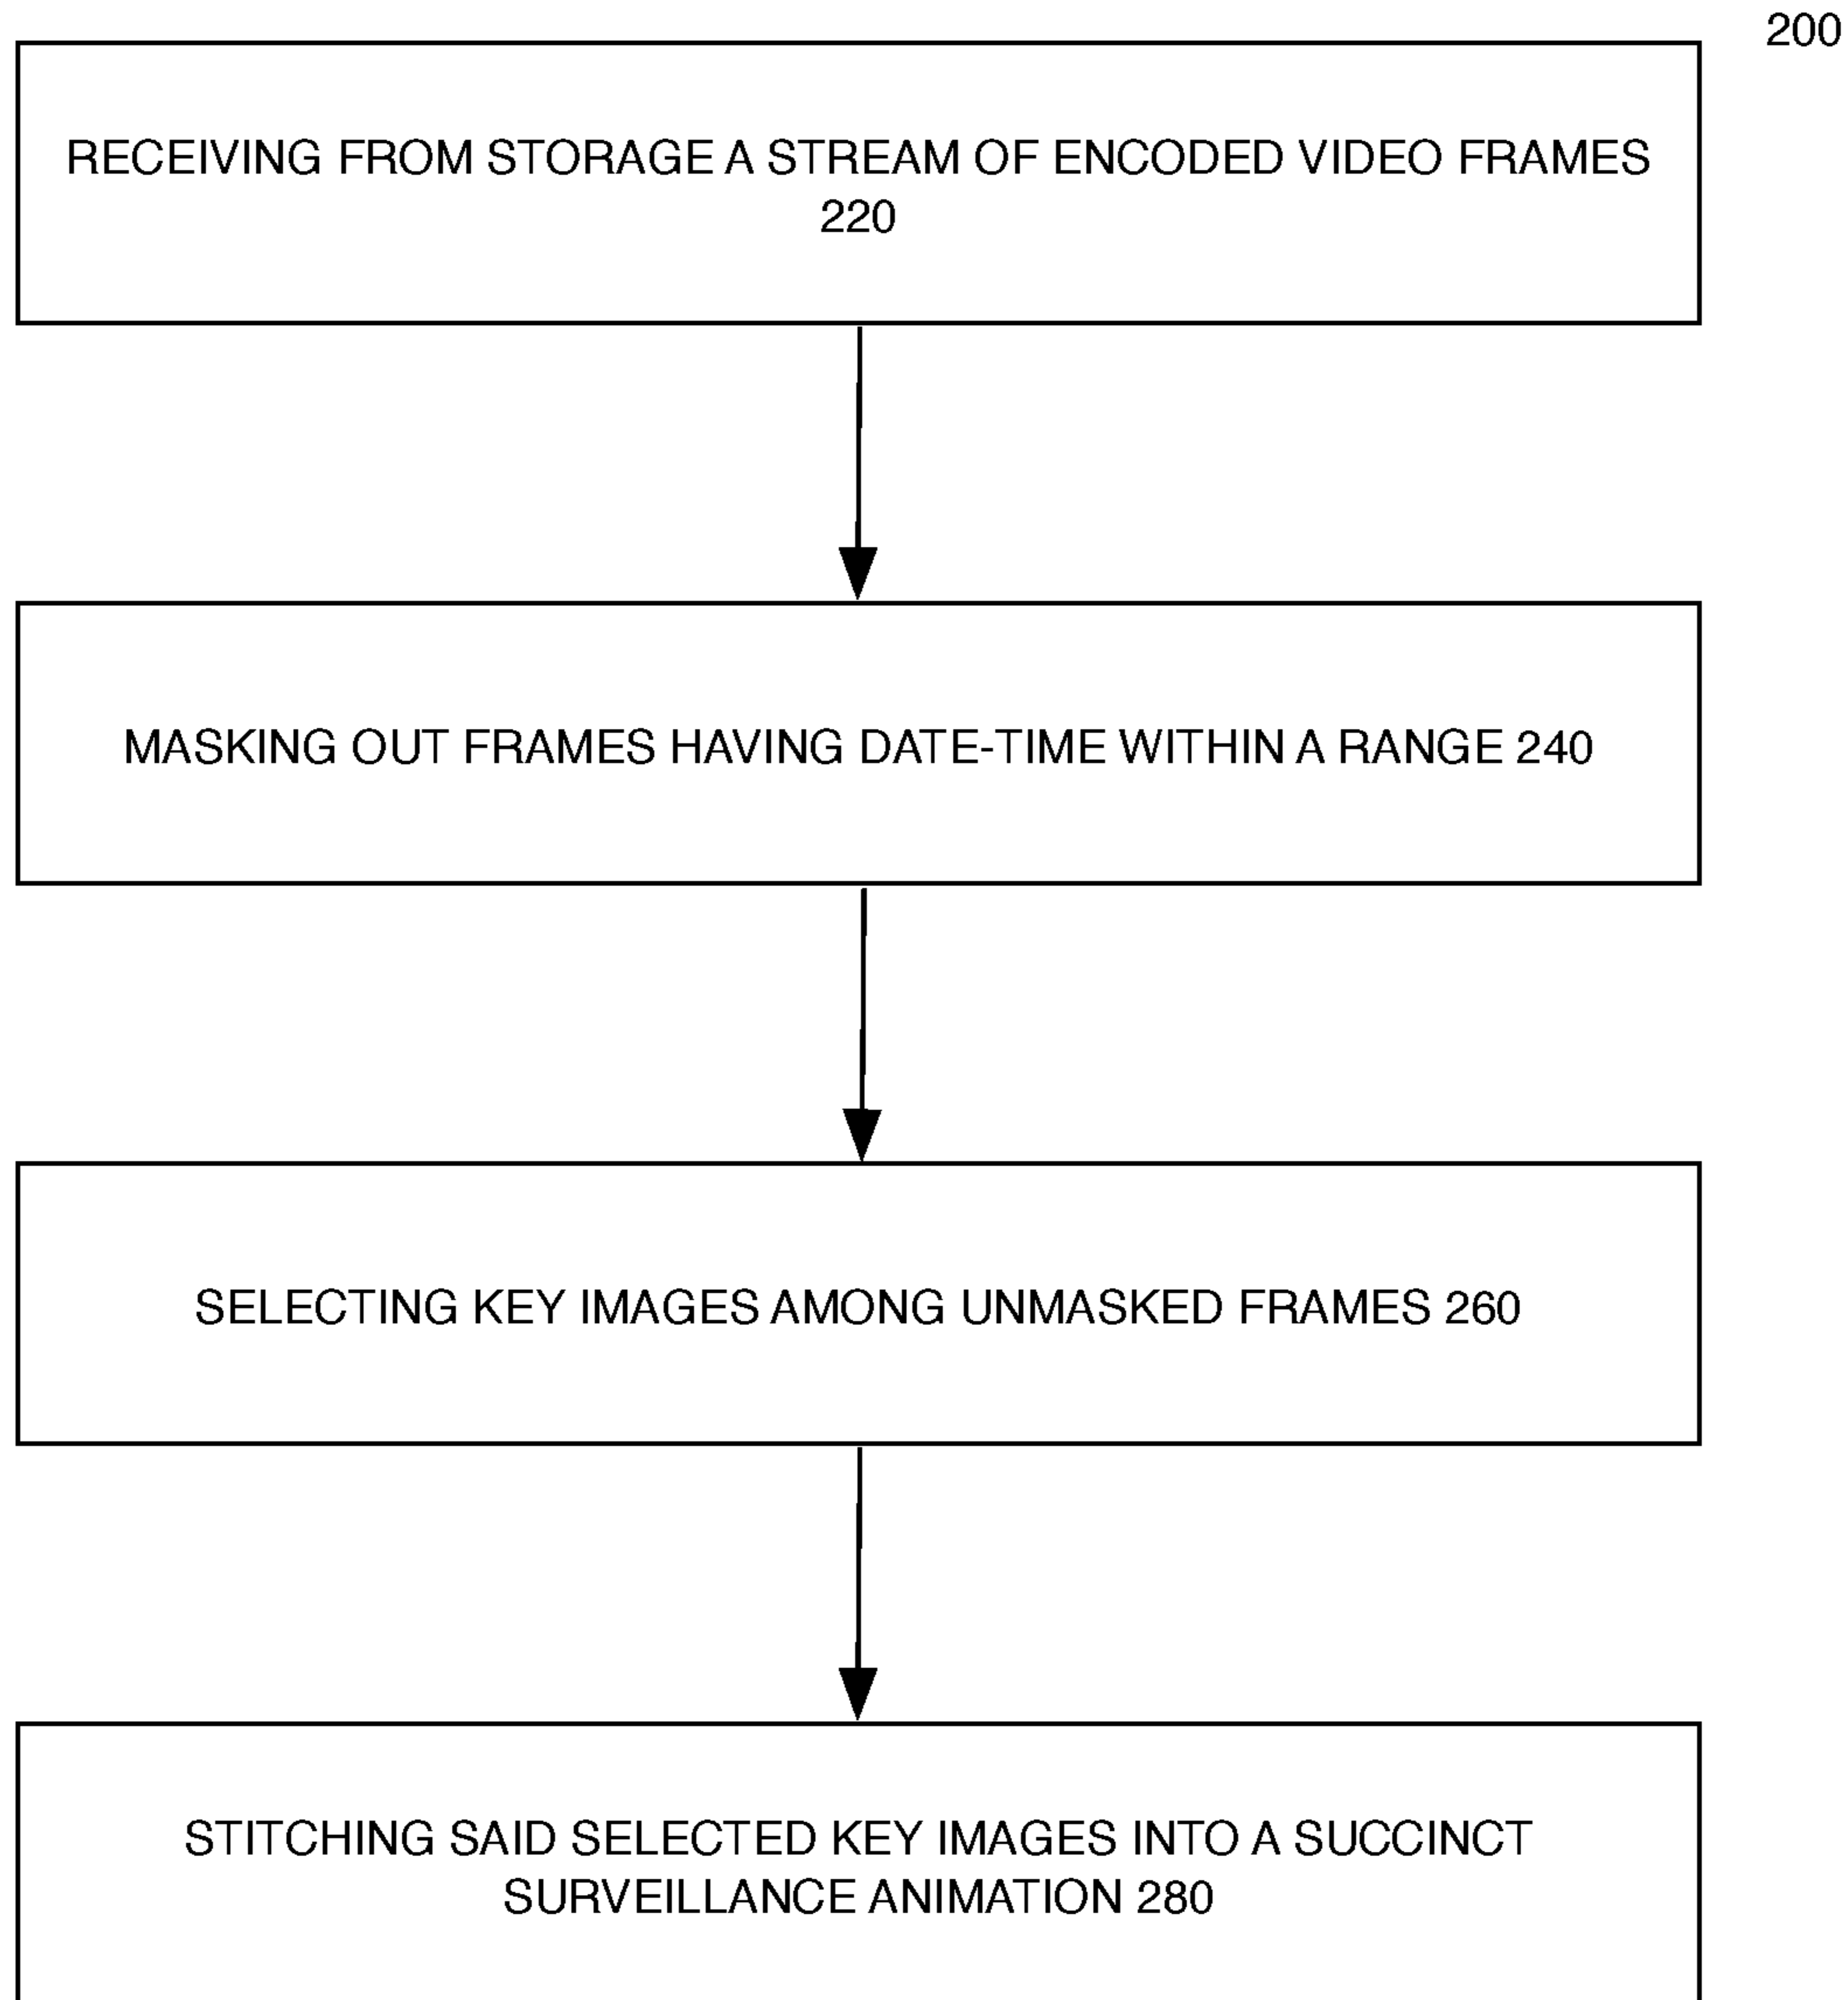 200
RECEIVING FROM STORAGE A STREAM OF ENCODED VIDEO FRAMES
220
MASKING OUT FRAMES HAVING DATE-TIME WITHIN A RANGE 240
SELECTING KEY IMAGES AMONG UNMASKED FRAMES 260
STITCHING SAID SELECTED KEY IMAGES INTO A SUCCINCT
SURVEILLANCE ANIMATION 280